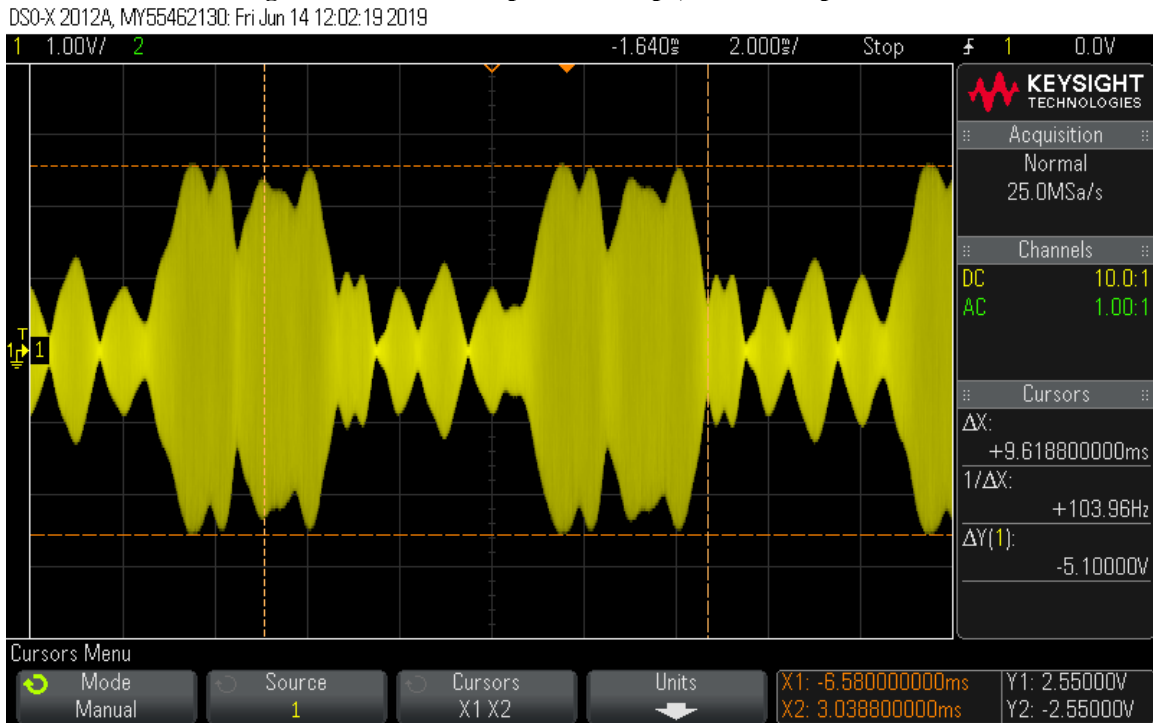 DSO-X 2012A, MY55462130: Fri Jun 14 12:02:19 2019
1 1.00V/ 2 -1.640ms 2.000ms/ Stop 1 0.0V
KEYSIGHT
TECHNOLOGIES
Acquisition
Normal
25.0MSa/s
Channels
DC 10.0:1
AC 1.00:1
T
1 1
Cursors
ΔX:
+9.618800000ms
1/ΔX:
+103.96Hz
ΔY(1):
-5.10000V
Cursors Menu
Mode
Manual
Source
1
Cursors
X1 X2
Units
X1: -6.580000000ms
X2: 3.038800000ms
Y1: 2.55000V
Y2: -2.55000V